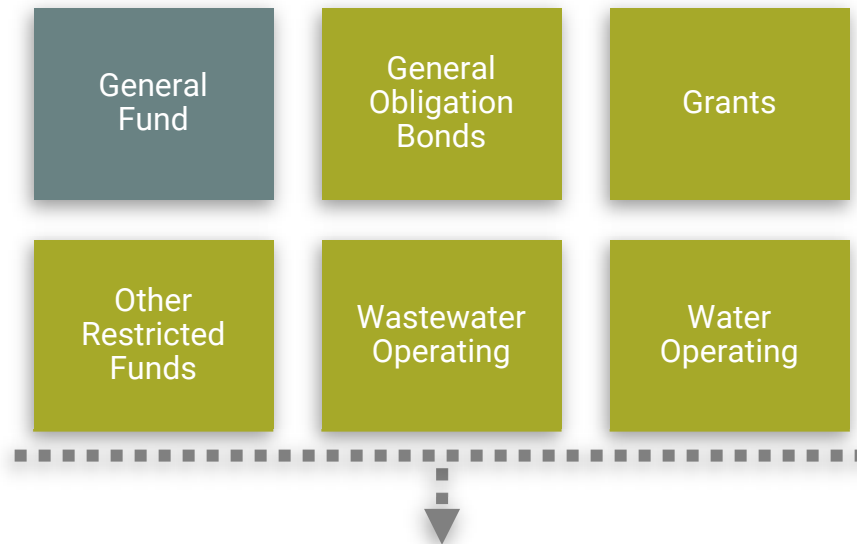 General
Fund
General
Obligation
Bonds
Grants
Other
Restricted
Funds
Wastewater
Operating
Water
Operating